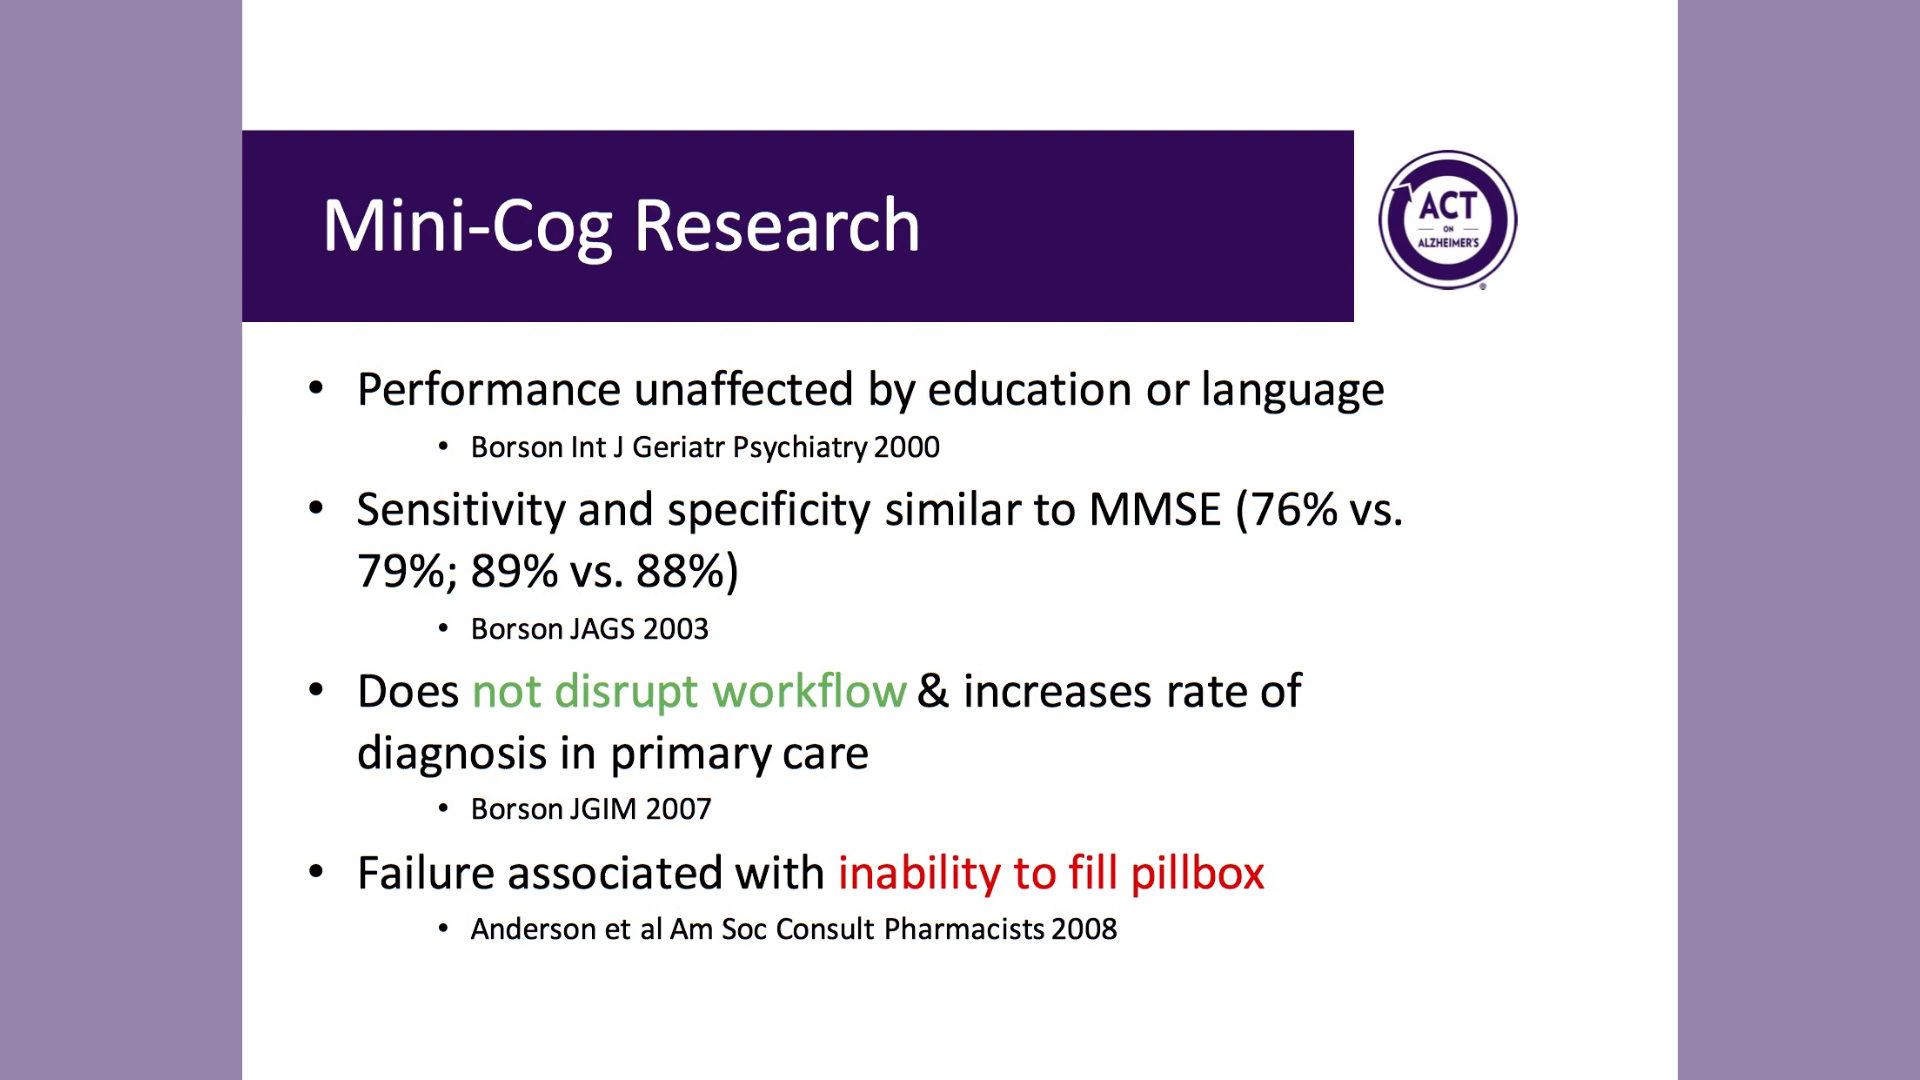 Mini-Cog Research
ACT
ON
ALZHEIMER'S
®
• Performance unaffected by education or language
• Borson Int J Geriatr Psychiatry 2000
• Sensitivity and specificity similar to MMSE (76% vs.
79%; 89% vs. 88%)
• Borson JAGS 2003
• Does not disrupt workflow & increases rate of
diagnosis in primary care
• Borson JGIM 2007
• Failure associated with inability to fill pillbox
• Anderson et al Am Soc Consult Pharmacists 2008